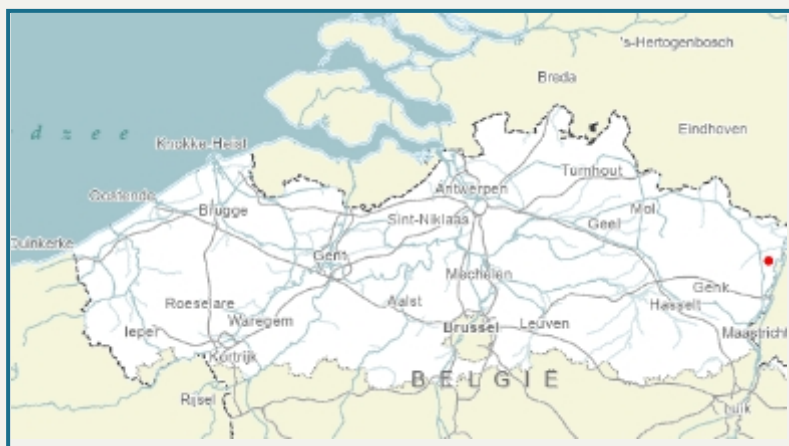 's-Hertogenbosch
Breda
dzee
Eindhoven
Knokke-Heist
Turnhout
Antwerpen
Oostende
Mol
Brugge
Sint-Niklaas
Geel
Duinkerke
Gent
Mechelen
Genk
Roeselare
Aalst
Hasselt
Ieper
Waregem
Brussel
Leuven
Maastricht
Kortrijk
BELGIË
Rijsel
Luik